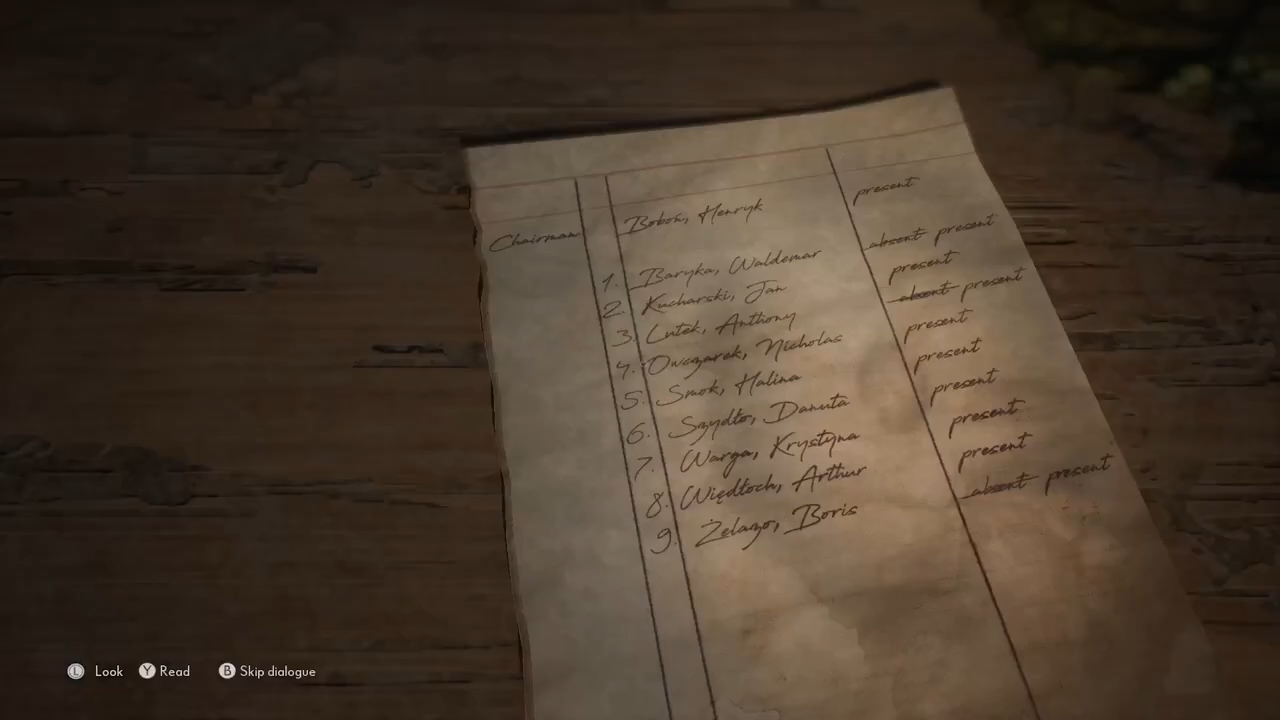 Chairman Boboń, Henryk present
1. Baryka, Waldemar absent present
2. Kucharski, Jan present
3. Lutek, Anthony absent present
4. Owczarek, Nicholas present
5. Smok, Halina present
6. Szydło, Danuta present
7. Warga, Krystyna present
8. Więdłoch, Arthur present
9. Żelazo, Boris absent present
L Look Y Read B Skip dialogue